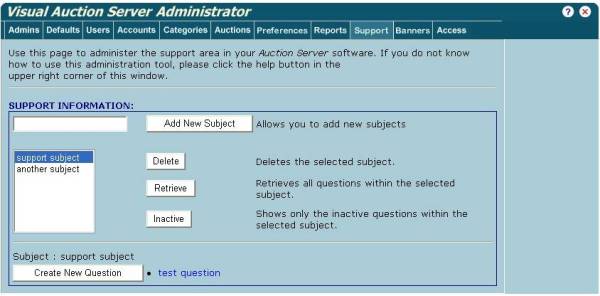 Visual Auction Server Administrator
Admins Defaults Users Accounts Categories Auctions Preferences Reports Support Banners Access
Use this page to administer the support area in your Auction Server software. If you do not know
how to use this administration tool, please click the help button in the
upper right corner of this window.
SUPPORT INFORMATION:
Add New Subject Allows you to add new subjects
support subject
another subject
Delete Deletes the selected subject.
Retrieve Retrieves all questions within the selected
subject.
Inactive Shows only the inactive questions within the
selected subject.
Subject : support subject
Create New Question • test question